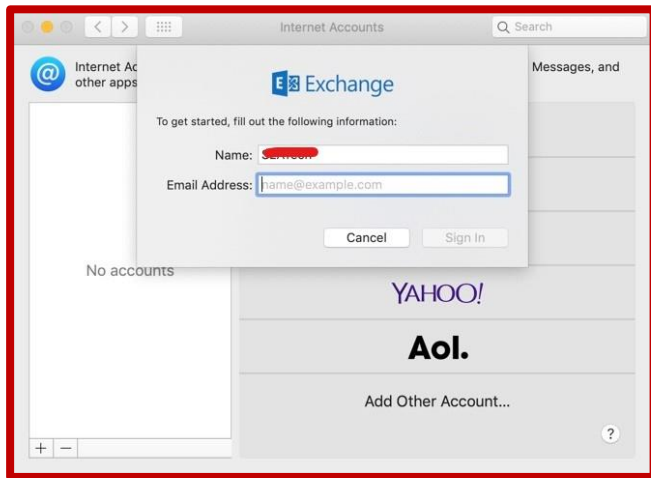 Internet Accounts
Search
Internet Ac
other apps
Messages, and
Exchange
To get started, fill out the following information:
Name:
Email Address: name@example.com
Cancel
Sign In
No accounts
YAHOO!
Aol.
Add Other Account...
?
+ −